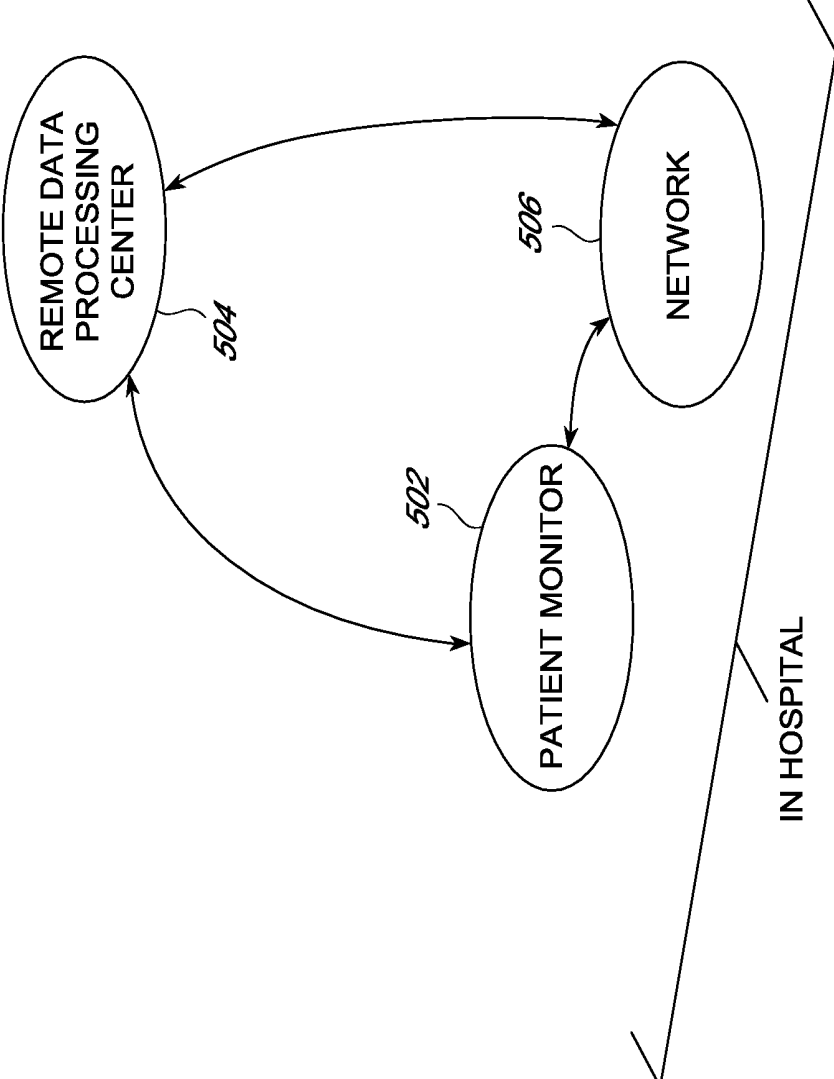 REMOTE DATA
PROCESSING
CENTER
504
506
NETWORK
502
PATIENT MONITOR
IN HOSPITAL